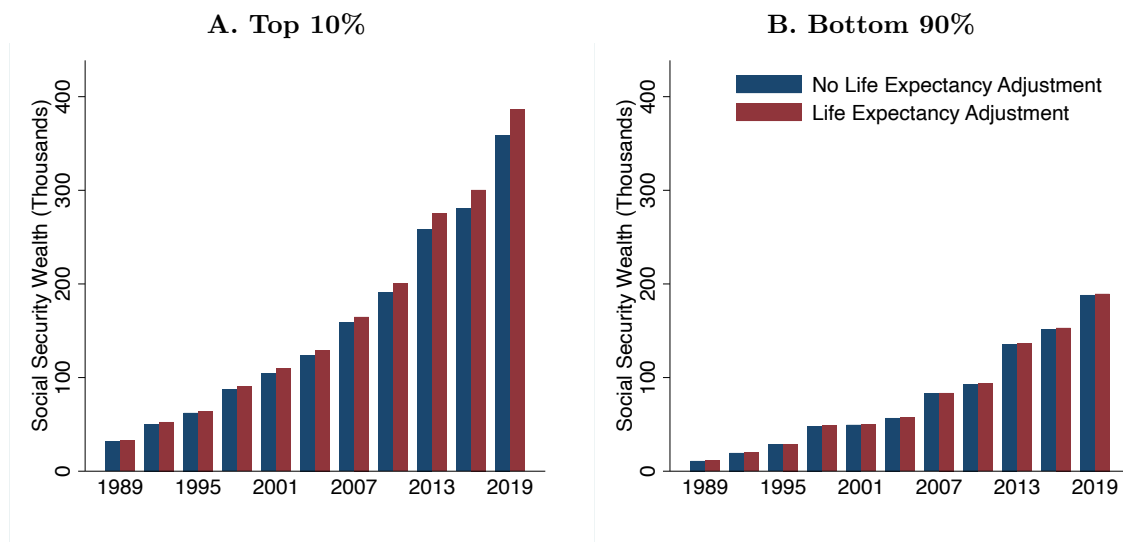 A. Top 10%
Social Security Wealth (Thousands)
400
300
200
100
0
1989 1995 2001 2007 2013 2019
B. Bottom 90%
No Life Expectancy Adjustment
Life Expectancy Adjustment
Social Security Wealth (Thousands)
400
300
200
100
0
1989 1995 2001 2007 2013 2019